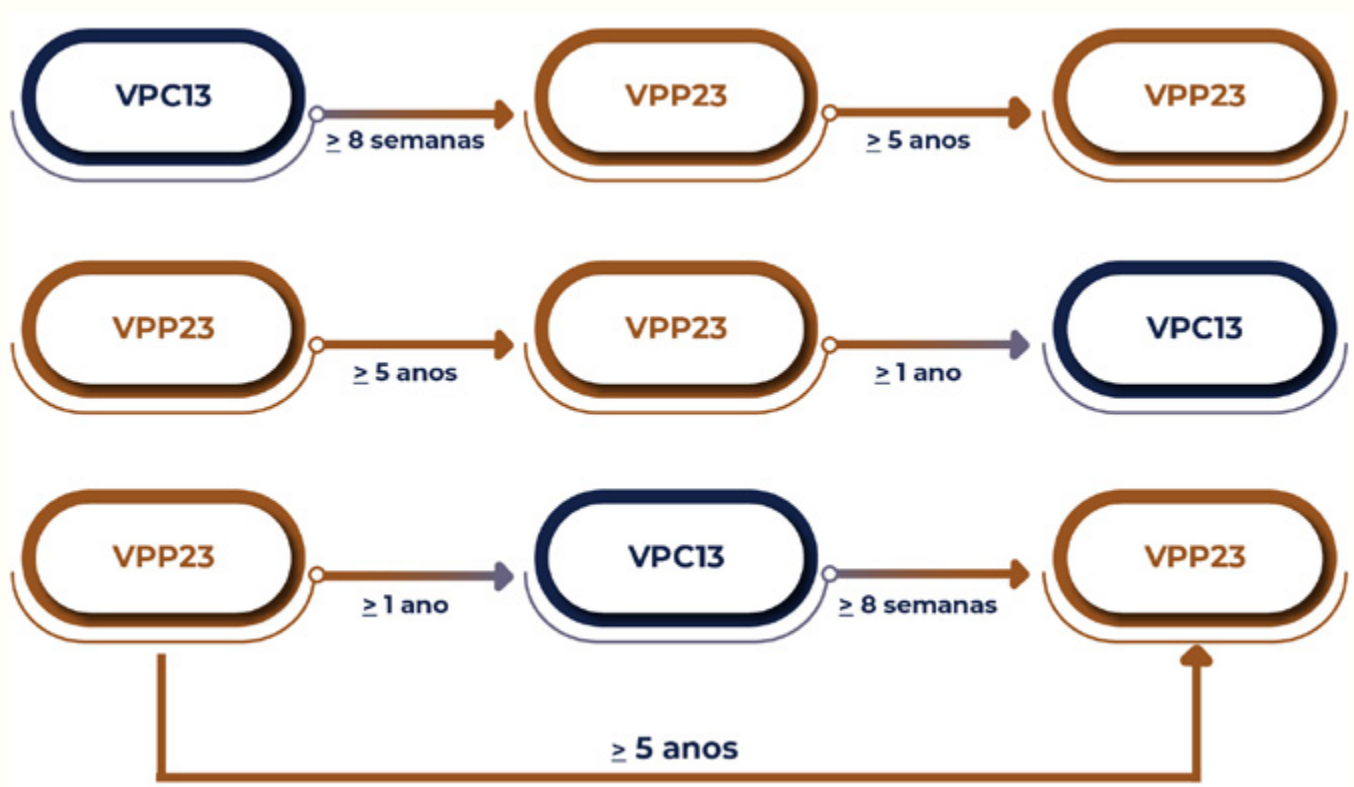 VPC13
≥ 8 semanas
VPP23
≥ 5 anos
VPP23
VPP23
≥ 5 anos
VPP23
≥ 1 ano
VPC13
VPP23
≥ 1 ano
VPC13
≥ 8 semanas
VPP23
≥ 5 anos